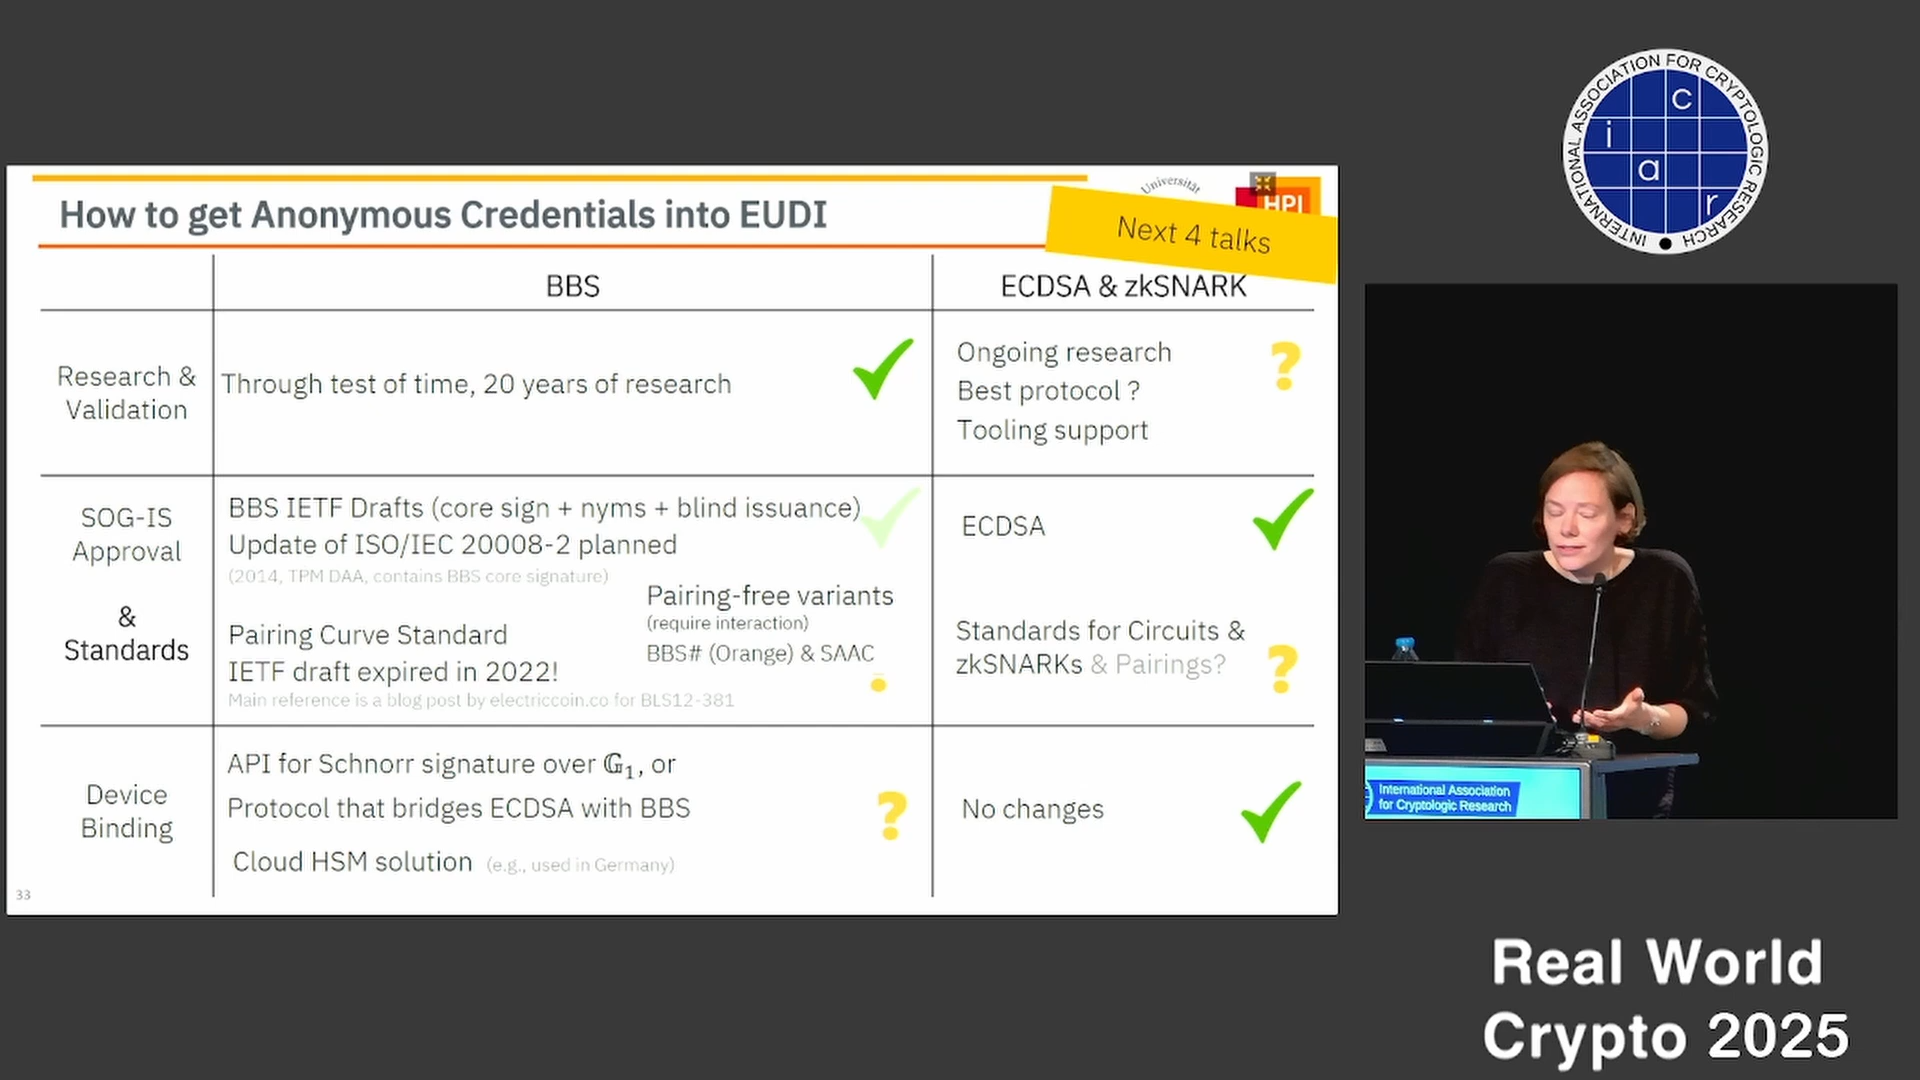 How to get Anonymous Credentials into EUDI
Universität
HPI
Next 4 talks
BBS
ECDSA & zkSNARK
Research &
Validation
Through test of time, 20 years of research
Ongoing research
Best protocol ?
Tooling support
?
SOG-IS
Approval
&
Standards
BBS IETF Drafts (core sign + nyms + blind issuance)
Update of ISO/IEC 20008-2 planned
(2014, TPM DAA, contains BBS core signature)
Pairing-free variants
(require interaction)
BBS# (Orange) & SAAC
Pairing Curve Standard
IETF draft expired in 2022!
Main reference is a blog post by electriccoin.co for BLS12-381
ECDSA
Standards for Circuits &
zkSNARKs & Pairings?
?
Device
Binding
API for Schnorr signature over 𝔾₁, or
Protocol that bridges ECDSA with BBS
?
Cloud HSM solution (e.g., used in Germany)
No changes
33
INTERNATIONAL ASSOCIATION FOR CRYPTOLOGIC RESEARCH
i a c r
International Association
for Cryptologic Research
Real World
Crypto 2025